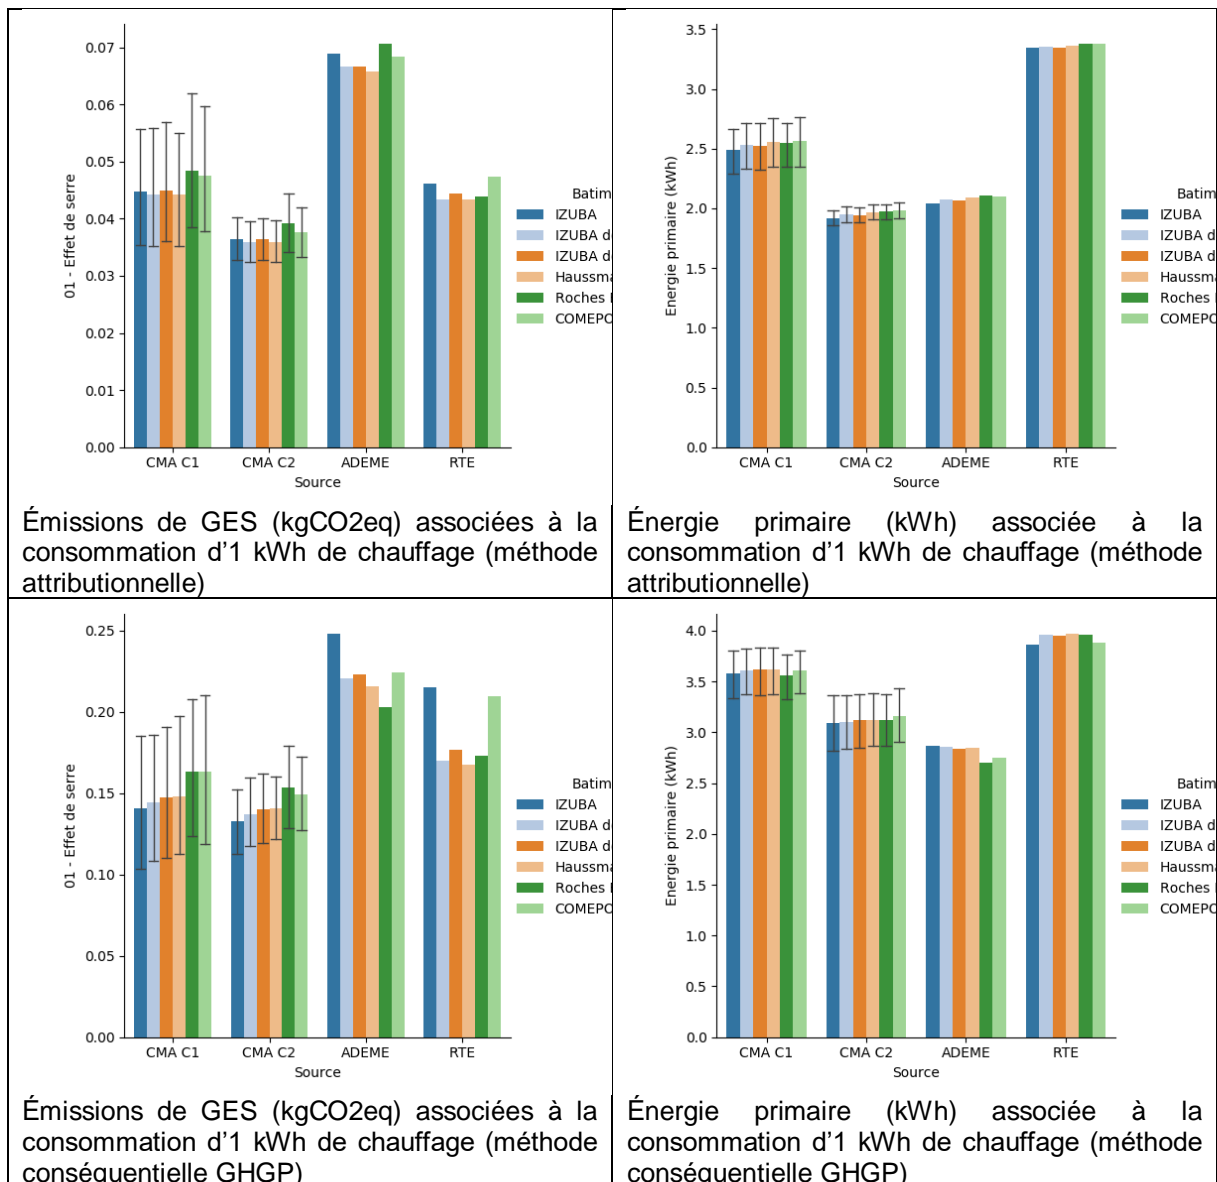 0.07
0.06
0.05
0.04
0.03
0.02
0.01
0.00
01 - Effet de serre
CMA C1 CMA C2 ADEME RTE
Source
Batim
IZUBA
IZUBA d
IZUBA d
Haussma
Roches
COMEPO
Émissions de GES (kgCO2eq) associées à la
consommation d’1 kWh de chauffage (méthode
attributionnelle)
3.5
3.0
2.5
2.0
1.5
1.0
0.5
0.0
Energie primaire (kWh)
CMA C1 CMA C2 ADEME RTE
Source
Batim
IZUBA
IZUBA d
IZUBA d
Haussma
Roches
COMEPO
Énergie primaire (kWh) associée à la
consommation d’1 kWh de chauffage (méthode
attributionnelle)
0.25
0.20
0.15
0.10
0.05
0.00
01 - Effet de serre
CMA C1 CMA C2 ADEME RTE
Source
Batim
IZUBA
IZUBA d
IZUBA d
Haussma
Roches
COMEPO
Émissions de GES (kgCO2eq) associées à la
consommation d’1 kWh de chauffage (méthode
conséquentielle GHGP)
4.0
3.5
3.0
2.5
2.0
1.5
1.0
0.5
0.0
Energie primaire (kWh)
CMA C1 CMA C2 ADEME RTE
Source
Batim
IZUBA
IZUBA d
IZUBA d
Haussma
Roches
COMEPO
Énergie primaire (kWh) associée à la
consommation d’1 kWh de chauffage (méthode
conséquentielle GHGP)